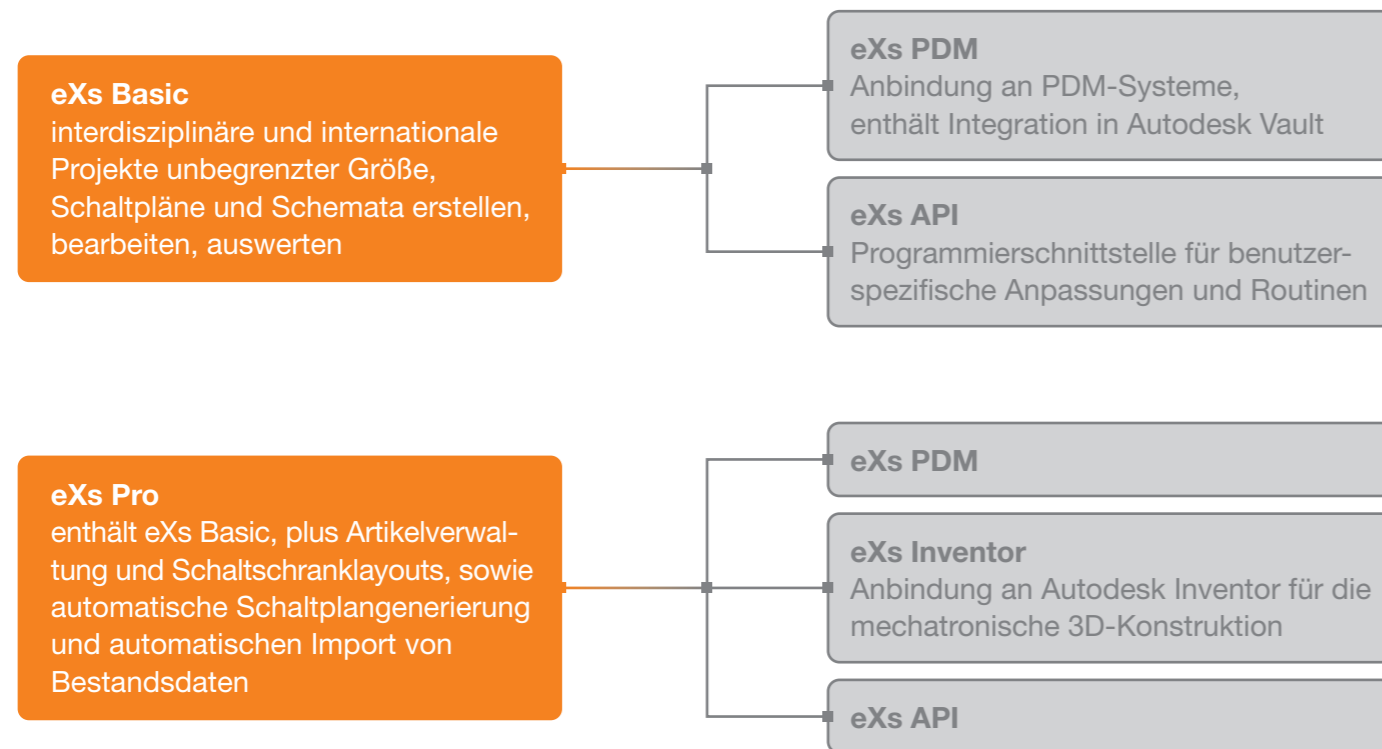 eXs Basic
interdisziplinäre und internationale
Projekte unbegrenzter Größe,
Schaltpläne und Schemata erstellen,
bearbeiten, auswerten
eXs PDM
Anbindung an PDM-Systeme,
enthält Integration in Autodesk Vault
eXs API
Programmierschnittstelle für benutzer-
spezifische Anpassungen und Routinen
eXs Pro
enthält eXs Basic, plus Artikelverwal-
tung und Schaltschranklayouts, sowie
automatische Schaltplangenerierung
und automatischen Import von
Bestandsdaten
eXs PDM
eXs Inventor
Anbindung an Autodesk Inventor für die
mechatronische 3D-Konstruktion
eXs API